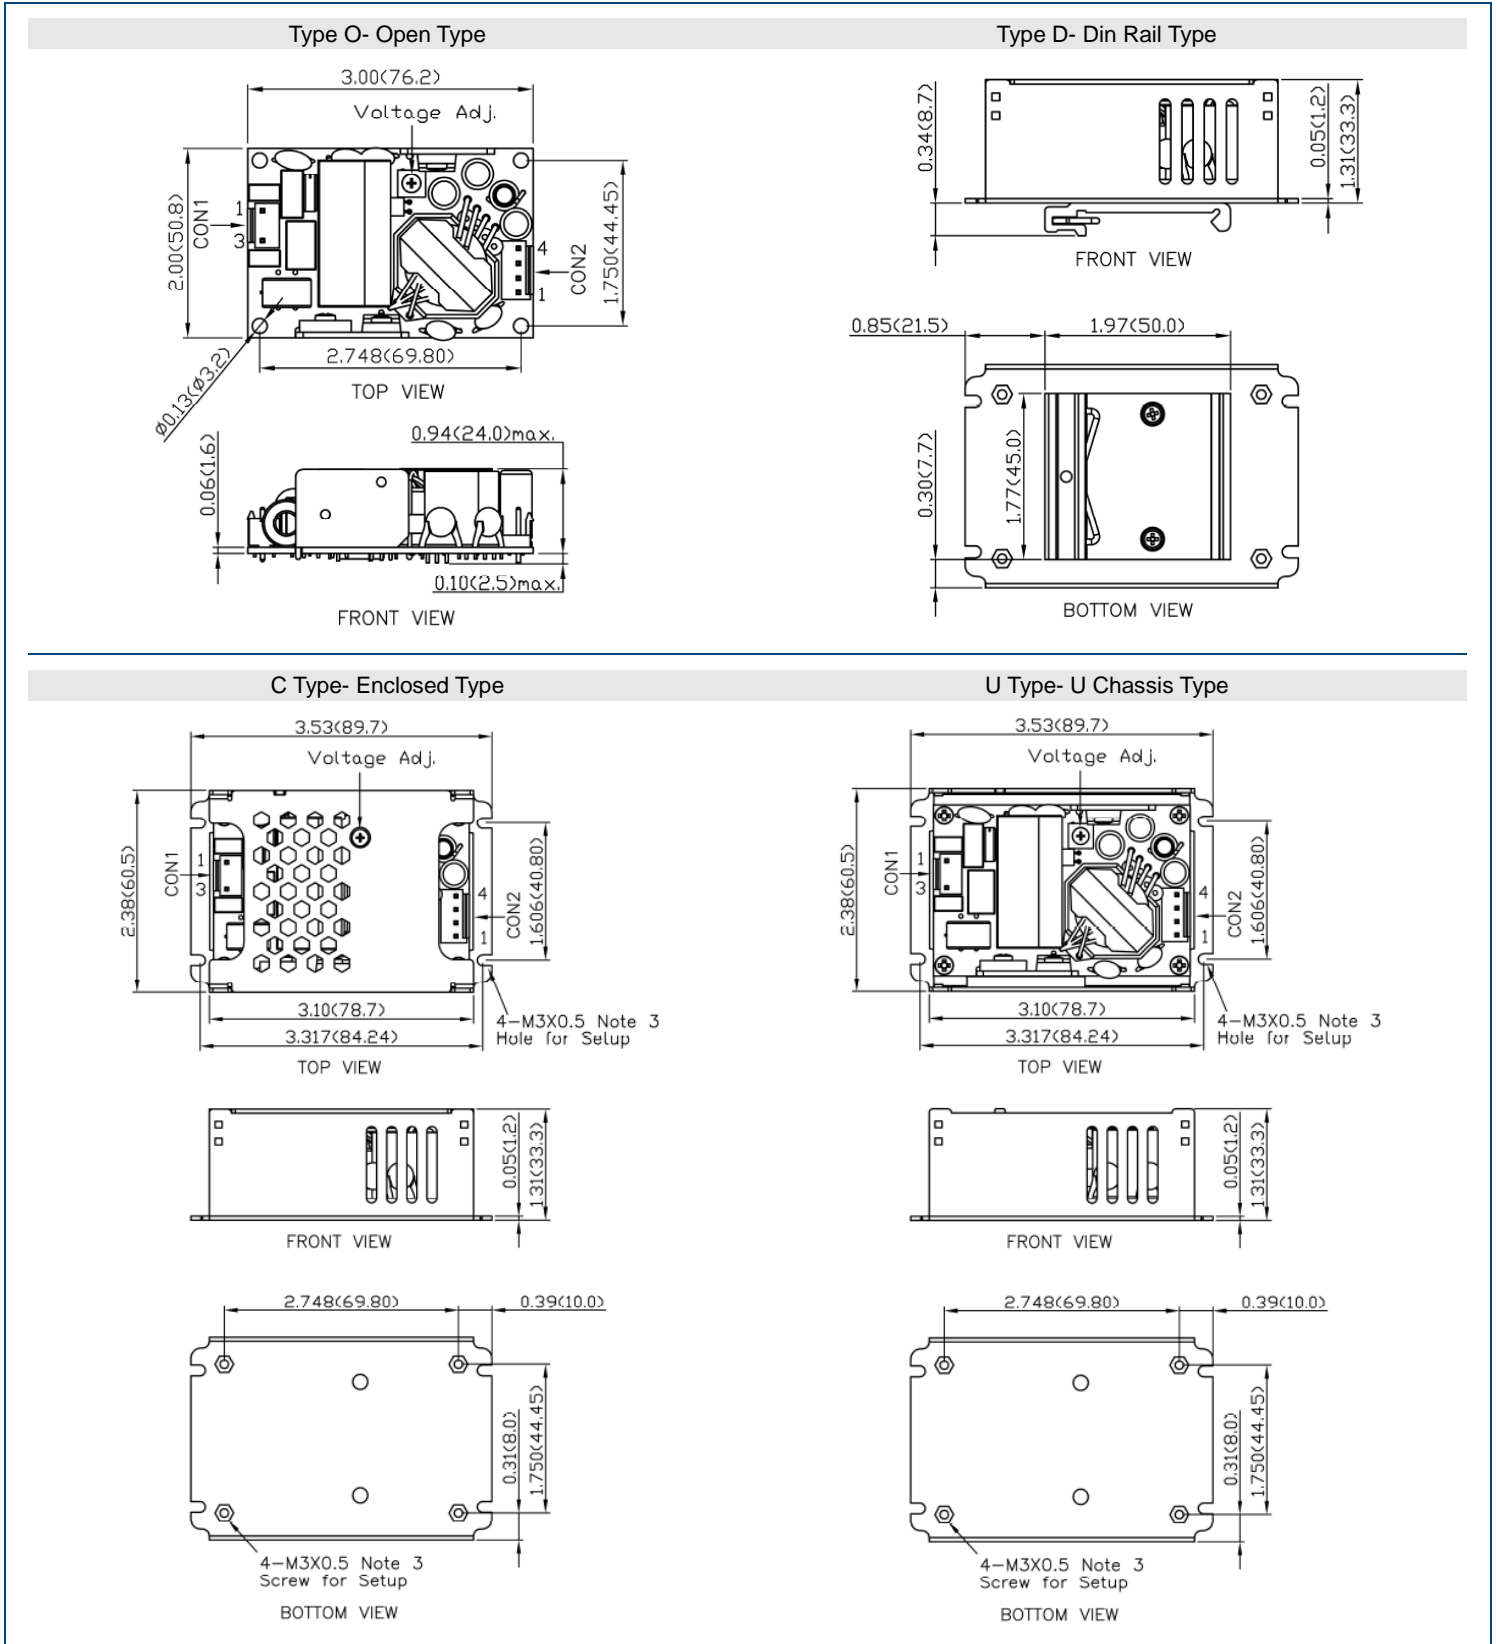 Type O- Open Type
3.00(76.2)
Voltage Adj.
2.00(50.8)
CON1
1
3
4
1
CON2
1.750(44.45)
2.748(69.80)
Ø0.13(Ø3.2)
TOP VIEW
0.94(24.0)max.
0.06(1.6)
0.10(2.5)max.
FRONT VIEW
Type D- Din Rail Type
0.34(8.7)
0.05(1.2)
1.31(33.3)
FRONT VIEW
0.85(21.5)
1.97(50.0)
0.30(7.7)
1.77(45.0)
BOTTOM VIEW
C Type- Enclosed Type
3.53(89.7)
Voltage Adj.
2.38(60.5)
CON1
1
3
4
1
CON2
1.606(40.80)
3.10(78.7)
3.317(84.24)
4-M3X0.5 Note 3
Hole for Setup
TOP VIEW
0.05(1.2)
1.31(33.3)
FRONT VIEW
2.748(69.80)
0.39(10.0)
0.31(8.0)
1.750(44.45)
4-M3X0.5 Note 3
Screw for Setup
BOTTOM VIEW
U Type- U Chassis Type
3.53(89.7)
Voltage Adj.
2.38(60.5)
CON1
1
3
4
1
CON2
1.606(40.80)
3.10(78.7)
3.317(84.24)
4-M3X0.5 Note 3
Hole for Setup
TOP VIEW
0.05(1.2)
1.31(33.3)
FRONT VIEW
2.748(69.80)
0.39(10.0)
0.31(8.0)
1.750(44.45)
4-M3X0.5 Note 3
Screw for Setup
BOTTOM VIEW